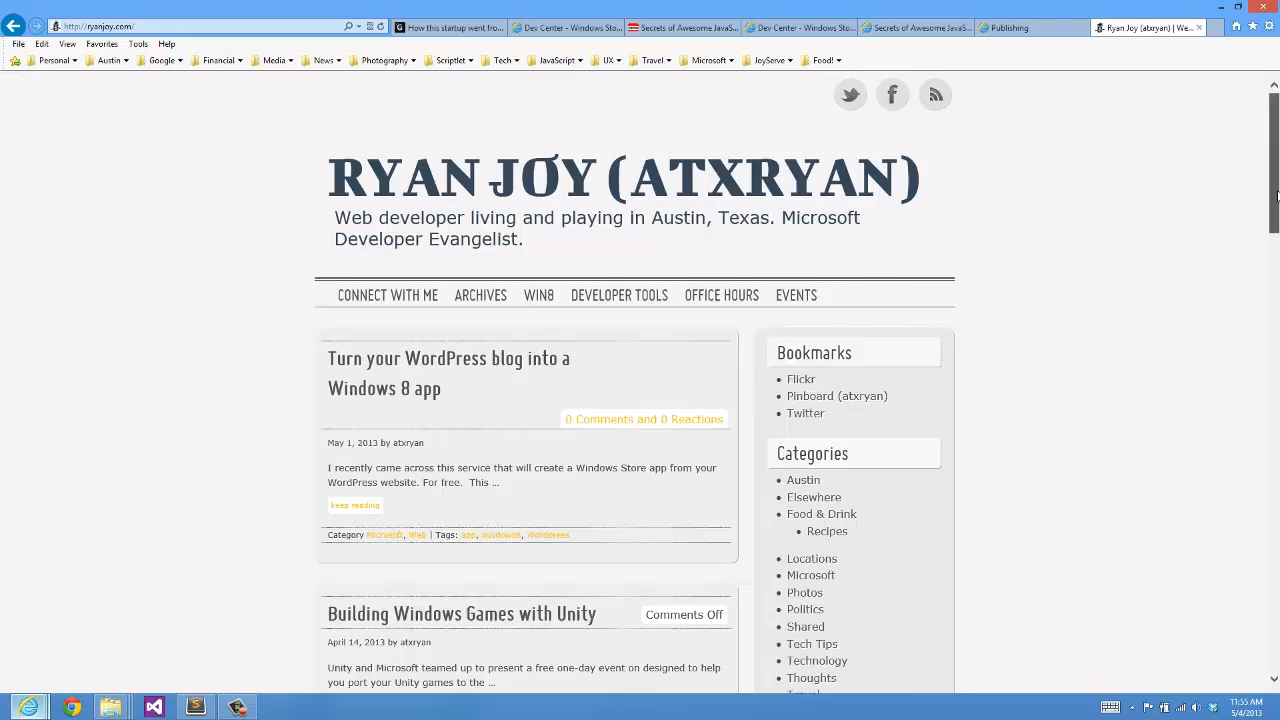 http://ryanjoy.com/
How this startup went fro...
Dev Center - Windows Sto...
Secrets of Awesome JavaS...
Dev Center - Windows Sto...
Secrets of Awesome JavaS...
Publishing
Ryan Joy (atxryan) | We...
File Edit View Favorites Tools Help
Personal Austin Google Financial Media News Photography Scriptlet Tech JavaScript UX Travel Microsoft JoyServe Food!
RYAN JOY (ATXRYAN)
Web developer living and playing in Austin, Texas. Microsoft
Developer Evangelist.
CONNECT WITH ME ARCHIVES WIN8 DEVELOPER TOOLS OFFICE HOURS EVENTS
Turn your WordPress blog into a
Windows 8 app
0 Comments and 0 Reactions
May 1, 2013 by atxryan
I recently came across this service that will create a Windows Store app from your
WordPress website. For free. This ...
keep reading
Category Microsoft, Web | Tags: app, windows8, Wordpress
Building Windows Games with Unity
Comments Off
April 14, 2013 by atxryan
Unity and Microsoft teamed up to present a free one-day event on designed to help
you port your Unity games to the ...
Bookmarks
Flickr
Pinboard (atxryan)
Twitter
Categories
Austin
Elsewhere
Food & Drink
Recipes
Locations
Microsoft
Photos
Politics
Shared
Tech Tips
Technology
Thoughts
Travel
11:55 AM
5/4/2013